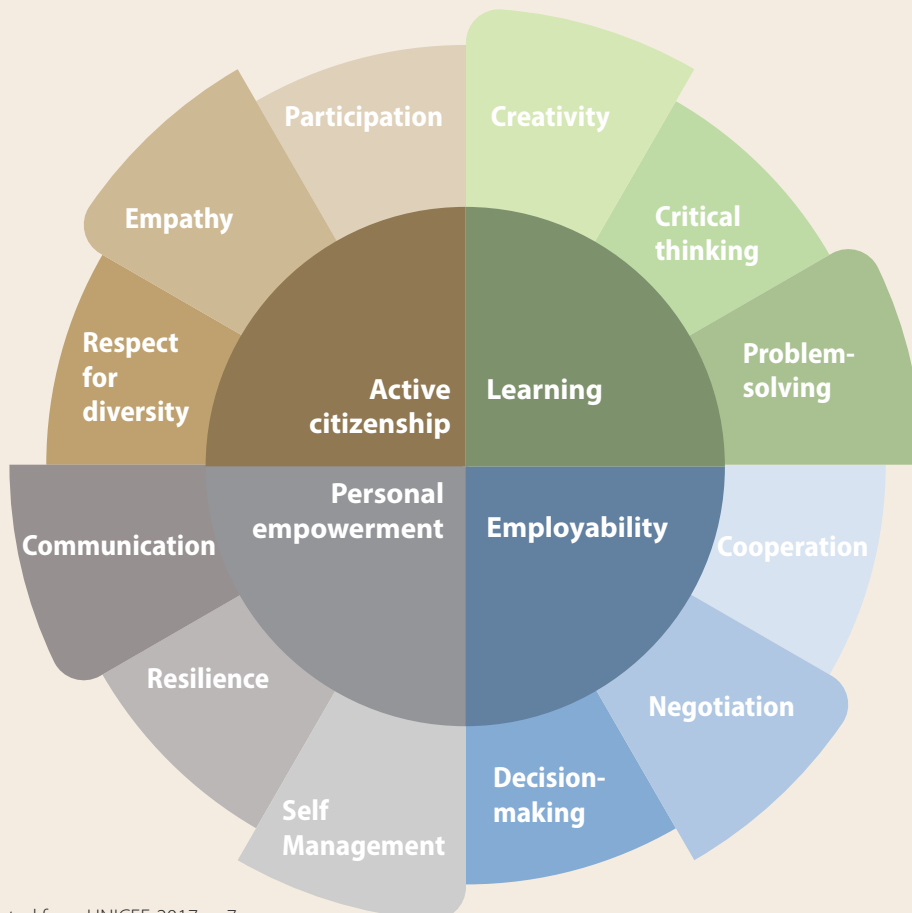 Participation
Creativity
Empathy
Critical
thinking
Respect
for
diversity
Problem-
solving
Active
citizenship
Learning
Personal
empowerment
Employability
Communication
Cooperation
Resilience
Negotiation
Decision-
making
Self
Management